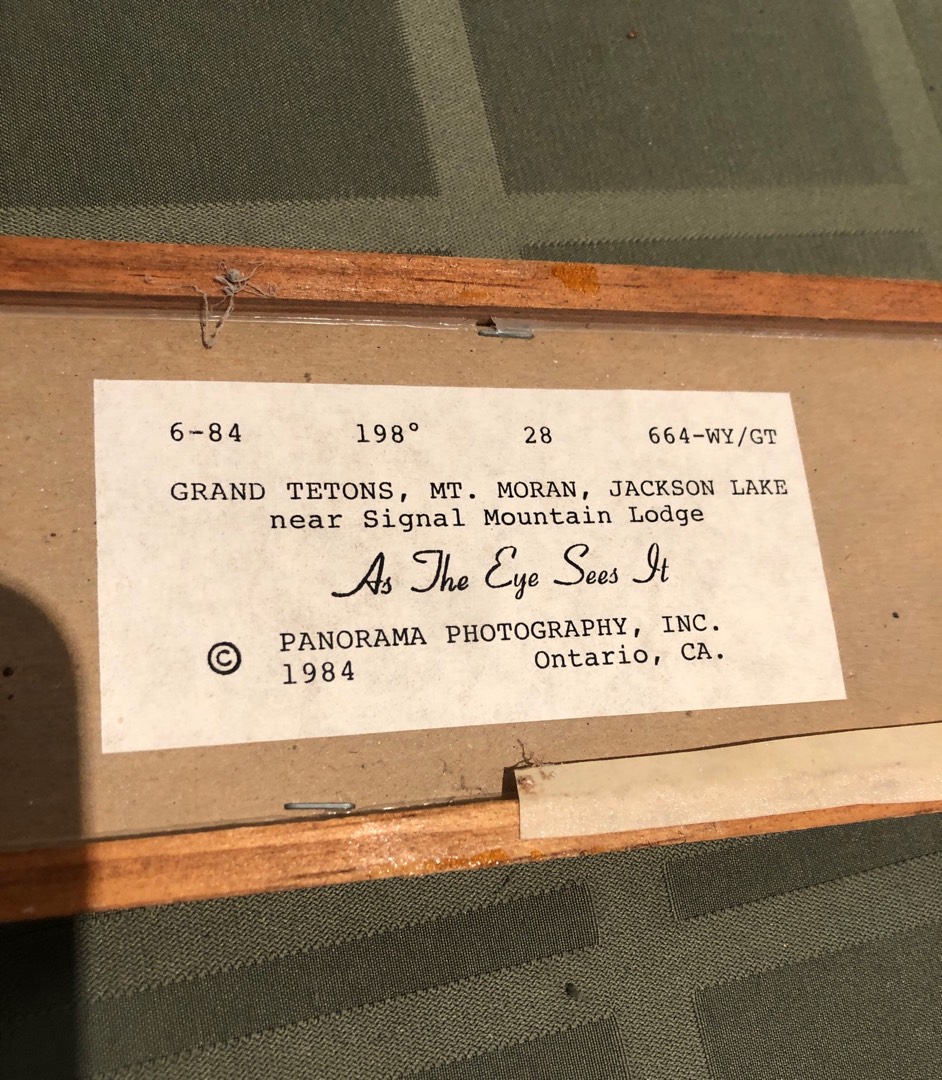 6-84 198° 28 664-WY/GT
GRAND TETONS, MT. MORAN, JACKSON LAKE
near Signal Mountain Lodge
As The Eye Sees It
© PANORAMA PHOTOGRAPHY, INC.
1984 Ontario, CA.